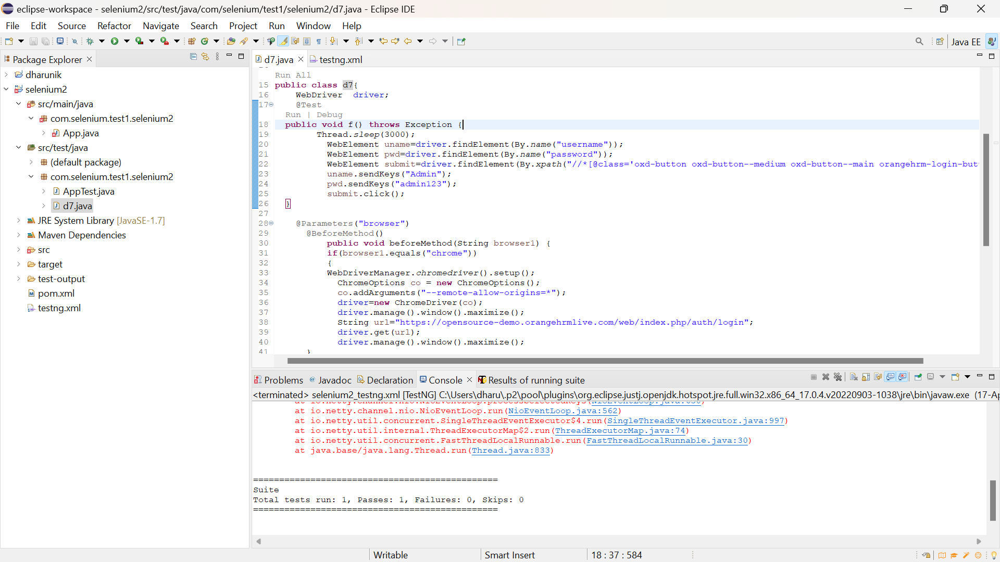 eclipse-workspace - selenium2/src/test/java/com/selenium/test1/selenium2/d7.java - Eclipse IDE
File Edit Source Refactor Navigate Search Project Run Window Help
Java EE
Package Explorer
dharunik
selenium2
src/main/java
com.selenium.test1.selenium2
App.java
src/test/java
(default package)
com.selenium.test1.selenium2
AppTest.java
d7.java
JRE System Library [JavaSE-1.7]
Maven Dependencies
src
target
test-output
pom.xml
testng.xml
d7.java testng.xml
Run All
15 public class d7{
16 WebDriver driver;
17 @Test
Run | Debug
18 public void f() throws Exception {
19 Thread.sleep(3000);
20 WebElement uname=driver.findElement(By.name("username"));
21 WebElement pwd=driver.findElement(By.name("password"));
22 WebElement submit=driver.findElement(By.xpath("//*[@class='oxd-button oxd-button--medium oxd-button--main orangehrm-login-but
23 uname.sendKeys("Admin");
24 pwd.sendKeys("admin123");
25 submit.click();
26 }
27
28 @Parameters("browser")
29 @BeforeMethod()
30 public void beforeMethod(String browser1) {
31 if(browser1.equals("chrome"))
32 {
33 WebDriverManager.chromedriver().setup();
34 ChromeOptions co = new ChromeOptions();
35 co.addArguments("--remote-allow-origins=*");
36 driver=new ChromeDriver(co);
37 driver.manage().window().maximize();
38 String url="https://opensource-demo.orangehrmlive.com/web/index.php/auth/login";
39 driver.get(url);
40 driver.manage().window().maximize();
41 }
Problems Javadoc Declaration Console Results of running suite
<terminated> selenium2_testng.xml [TestNG] C:\Users\dharu\.p2\pool\plugins\org.eclipse.justj.openjdk.hotspot.jre.full.win32.x86_64_17.0.4.v20220903-1038\jre\bin\javaw.exe (17-Ap
at io.netty.channel.nio.NioEventLoop.processSelectedKeys(NioEventLoop.java:650)
at io.netty.channel.nio.NioEventLoop.run(NioEventLoop.java:562)
at io.netty.util.concurrent.SingleThreadEventExecutor$4.run(SingleThreadEventExecutor.java:997)
at io.netty.util.internal.ThreadExecutorMap$2.run(ThreadExecutorMap.java:74)
at io.netty.util.concurrent.FastThreadLocalRunnable.run(FastThreadLocalRunnable.java:30)
at java.base/java.lang.Thread.run(Thread.java:833)
===============================================
Suite
Total tests run: 1, Passes: 1, Failures: 0, Skips: 0
===============================================
Writable Smart Insert 18 : 37 : 584